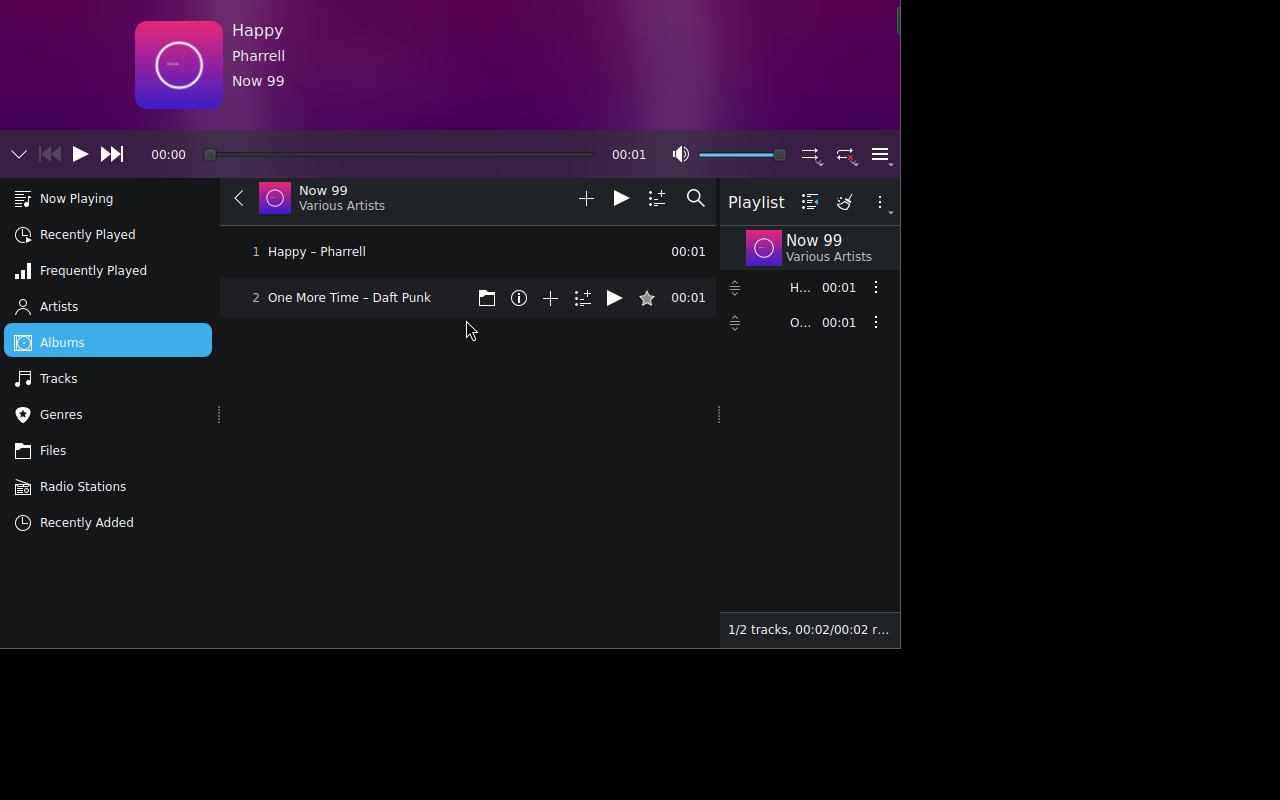 Happy
Pharrell
Now 99
00:00
00:01
Now Playing
Recently Played
Frequently Played
Artists
Albums
Tracks
Genres
Files
Radio Stations
Recently Added
Now 99
Various Artists
1 Happy – Pharrell 00:01
2 One More Time – Daft Punk 00:01
Playlist
Now 99
Various Artists
H... 00:01
O... 00:01
1/2 tracks, 00:02/00:02 r...